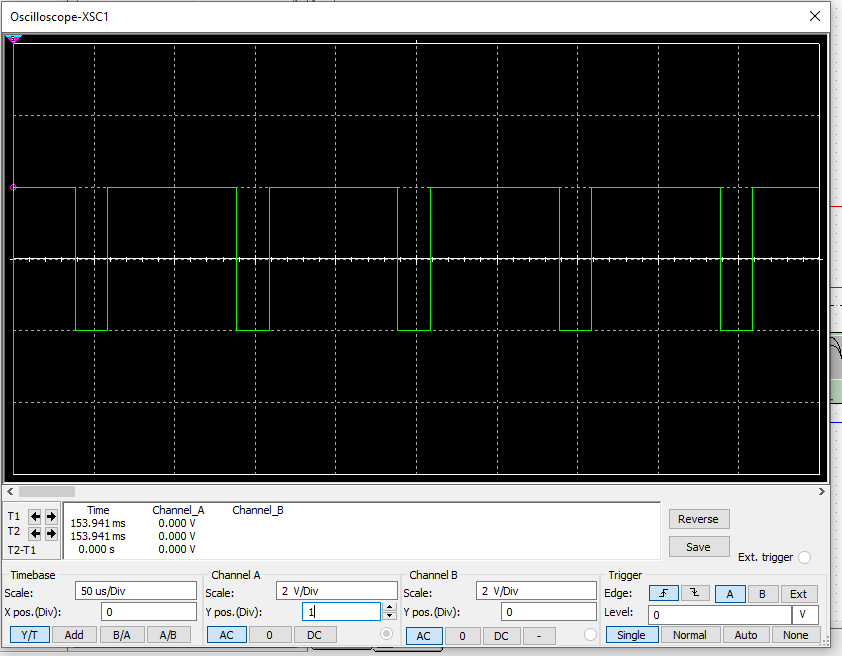 Oscilloscope-XSC1
Time Channel_A Channel_B
T1 153.941 ms 0.000 V
T2 153.941 ms 0.000 V
T2-T1 0.000 s 0.000 V
Reverse
Save
Ext. trigger
Timebase Channel A Channel B Trigger
Scale: 50 us/Div Scale: 2 V/Div Scale: 2 V/Div Edge: A B Ext
X pos.(Div): 0 Y pos.(Div): 1 Y pos.(Div): 0 Level: 0 V
Y/T Add B/A A/B AC 0 DC AC 0 DC - Single Normal Auto None